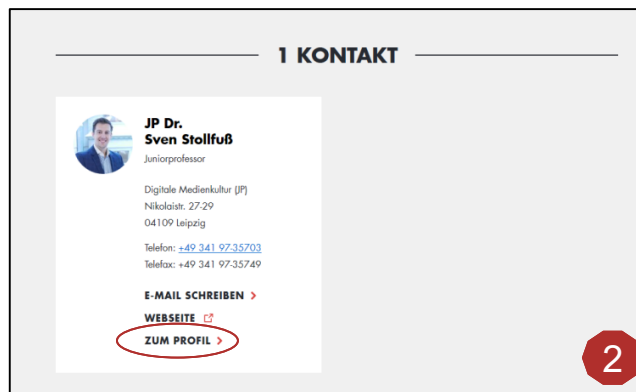 1 KONTAKT
JP Dr.
Sven Stollfuß
Juniorprofessor
Digitale Medienkultur (JP)
Nikolaistr. 27-29
04109 Leipzig
Telefon: +49 341 97-35703
Telefax: +49 341 97-35749
E-MAIL SCHREIBEN >
WEBSEITE
ZUM PROFIL >
2